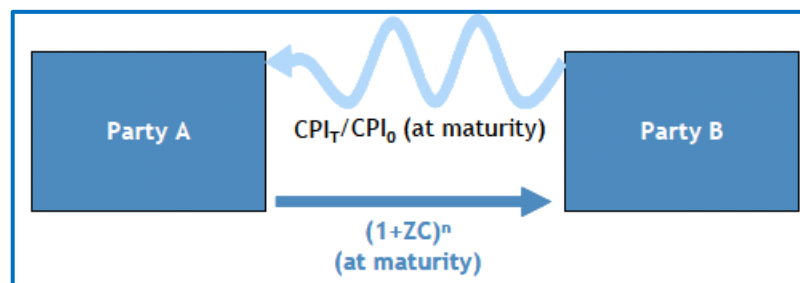 Party A
CPI_T/CPI_0 (at maturity)
Party B
(1+ZC)ⁿ
(at maturity)